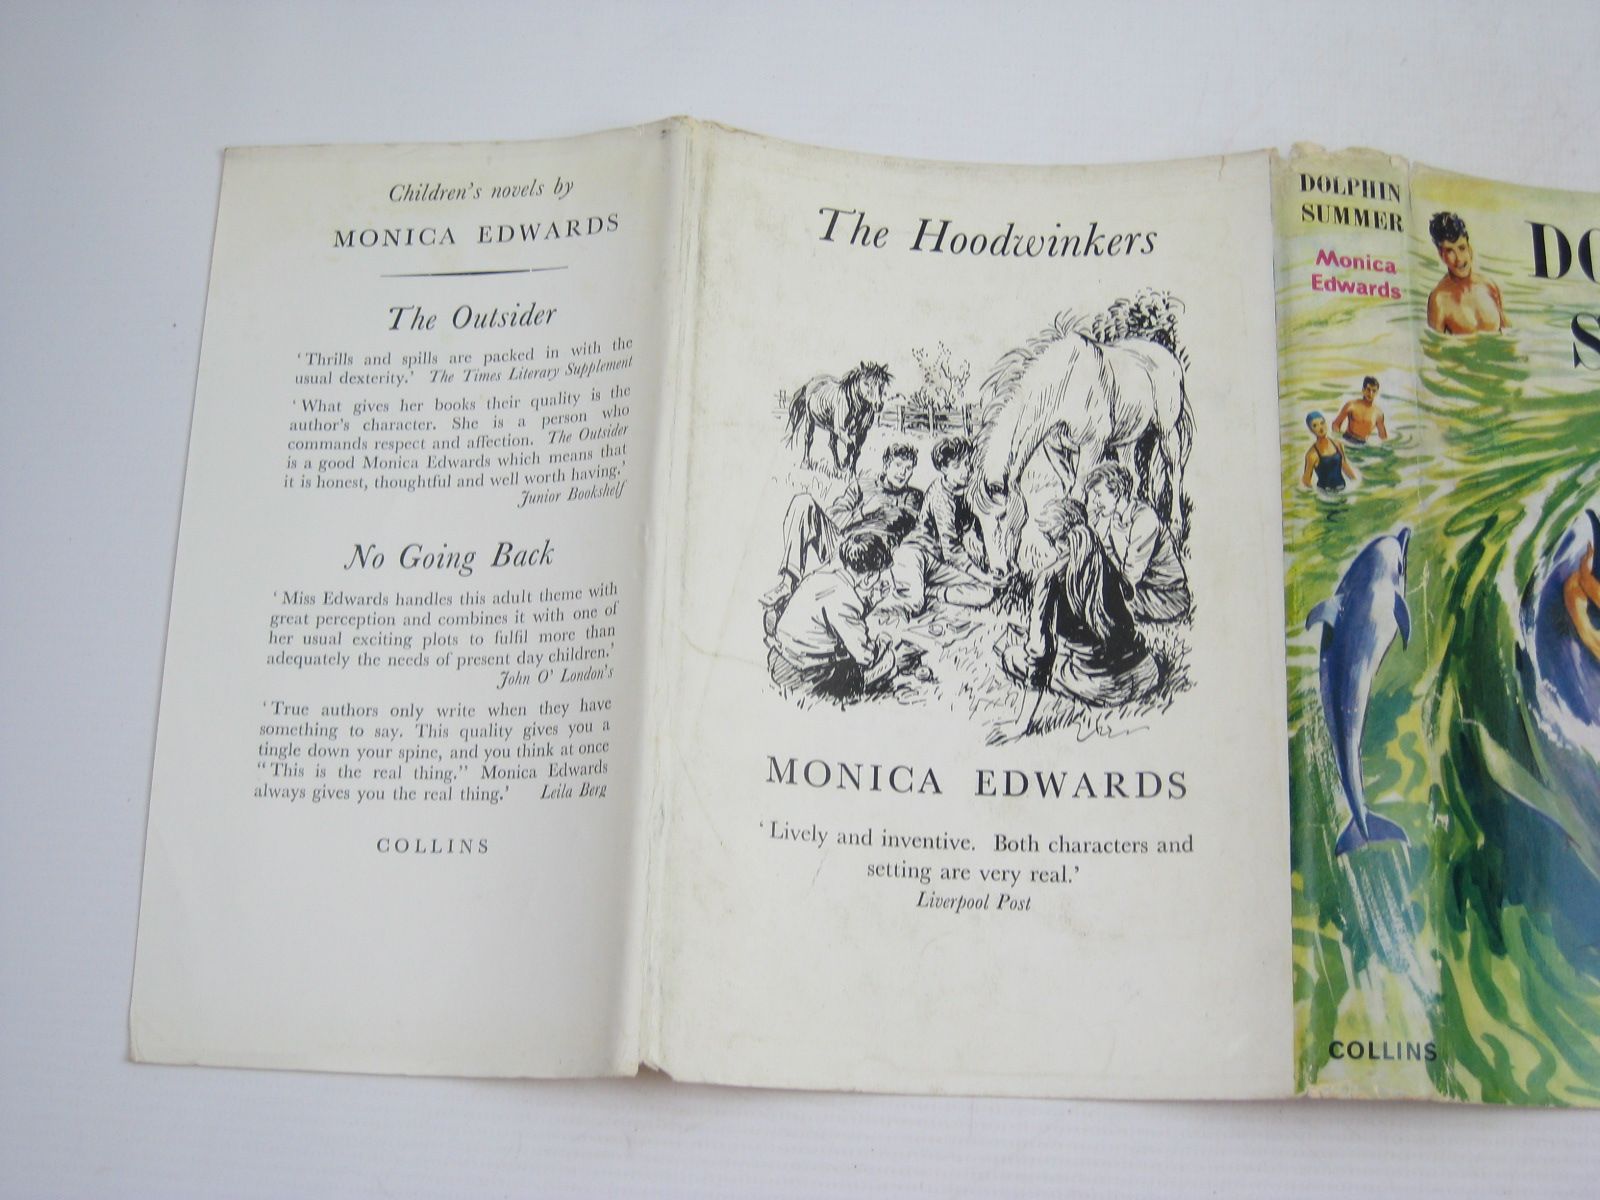 Children's novels by
MONICA EDWARDS
The Outsider
'Thrills and spills are packed in with the
usual dexterity.' The Times Literary Supplement
'What gives her books their quality is the
author's character. She is a person who
commands respect and affection. The Outsider
is a good Monica Edwards which means that
it is honest, thoughtful and well worth having.'
Junior Bookshelf
No Going Back
'Miss Edwards handles this adult theme with
great perception and combines it with one of
her usual exciting plots to fulfil more than
adequately the needs of present day children.'
John O' London's
'True authors only write when they have
something to say. This quality gives you a
tingle down your spine, and you think at once
"This is the real thing." Monica Edwards
always gives you the real thing.' Leila Berg
COLLINS
The Hoodwinkers
MONICA EDWARDS
'Lively and inventive. Both characters and
setting are very real.'
Liverpool Post
DOLPHIN
SUMMER
Monica
Edwards
COLLINS
DO
S